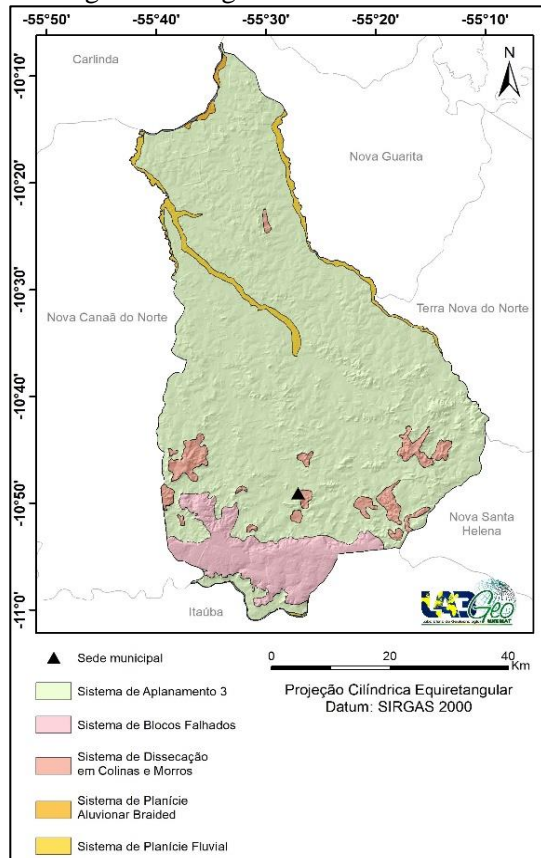 -55°50' -55°40' -55°30' -55°20' -55°10'
-10°10'
-10°20'
-10°30'
-10°40'
-10°50'
-11°0'
N
Carlinda
Nova Guarita
Nova Canaã do Norte
Terra Nova do Norte
Nova Santa
Helena
Itaúba
LABGeo
UNEMAT
Sede municipal
Sistema de Aplanamento 3
Sistema de Blocos Falhados
Sistema de Dissecação
em Colinas e Morros
Sistema de Planície
Aluvionar Braided
Sistema de Planície Fluvial
0 20 40
Km
Projeção Cilíndrica Equiretangular
Datum: SIRGAS 2000